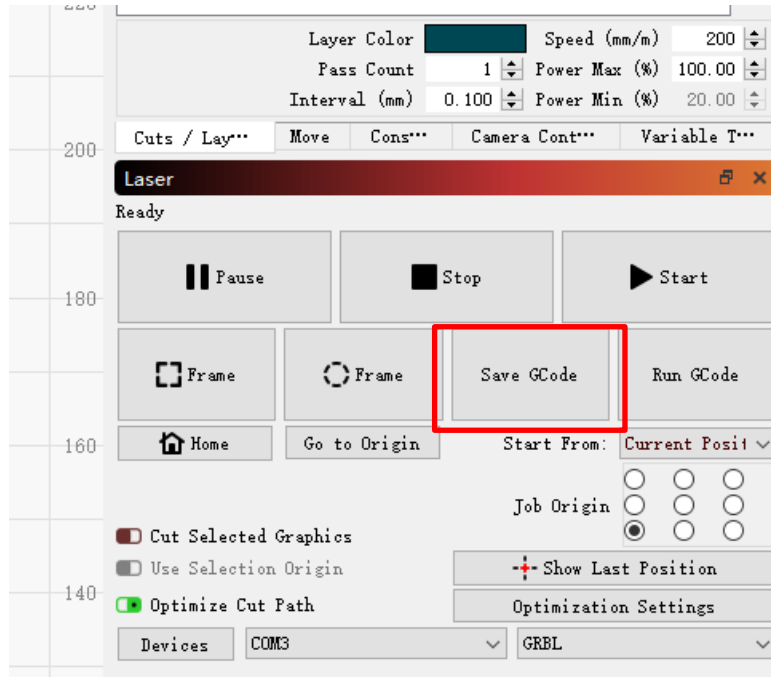 Layer Color Speed (mm/m) 200
Pass Count 1 Power Max (%) 100.00
Interval (mm) 0.100 Power Min (%) 20.00
200
Cuts / Lay··· Move Cons··· Camera Cont··· Variable T···
Laser
Ready
Pause Stop Start
180
Frame Frame Save GCode Run GCode
160
Home Go to Origin Start From: Current Posit
Job Origin
Cut Selected Graphics
Use Selection Origin Show Last Position
140
Optimize Cut Path Optimization Settings
Devices COM3 GRBL